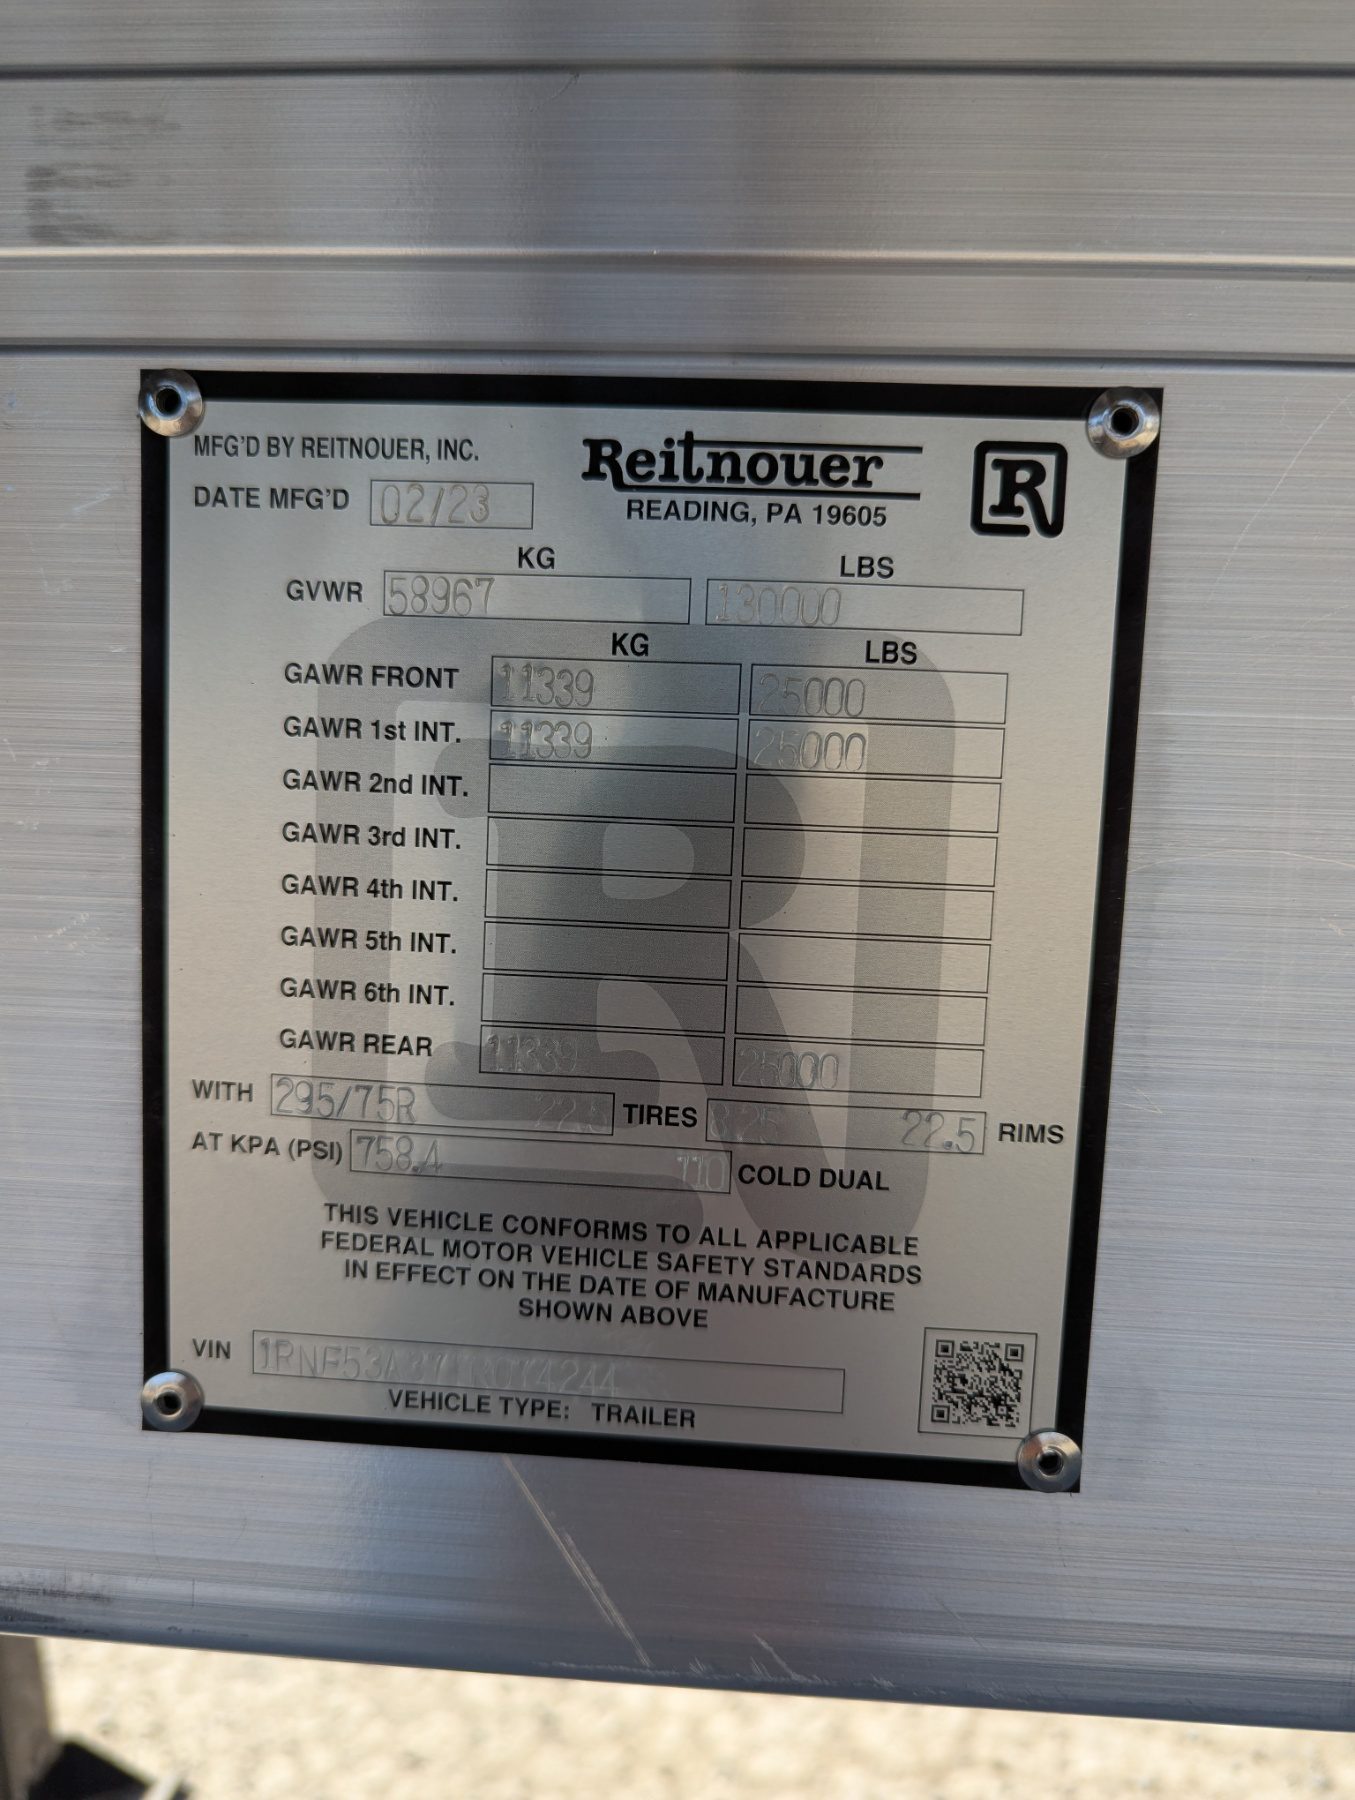 MFG'D BY REITNOUER, INC.
Reitnouer
R
DATE MFG'D 02/23
READING, PA 19605
KG LBS
GVWR 58967 130000
KG LBS
GAWR FRONT 11339 25000
GAWR 1st INT. 11339 25000
GAWR 2nd INT.
GAWR 3rd INT.
GAWR 4th INT.
GAWR 5th INT.
GAWR 6th INT.
GAWR REAR 11339 25000
WITH 295/75R 22.5 TIRES 8.25 22.5 RIMS
AT KPA (PSI) 758.4 110 COLD DUAL
THIS VEHICLE CONFORMS TO ALL APPLICABLE
FEDERAL MOTOR VEHICLE SAFETY STANDARDS
IN EFFECT ON THE DATE OF MANUFACTURE
SHOWN ABOVE
VIN
VEHICLE TYPE: TRAILER